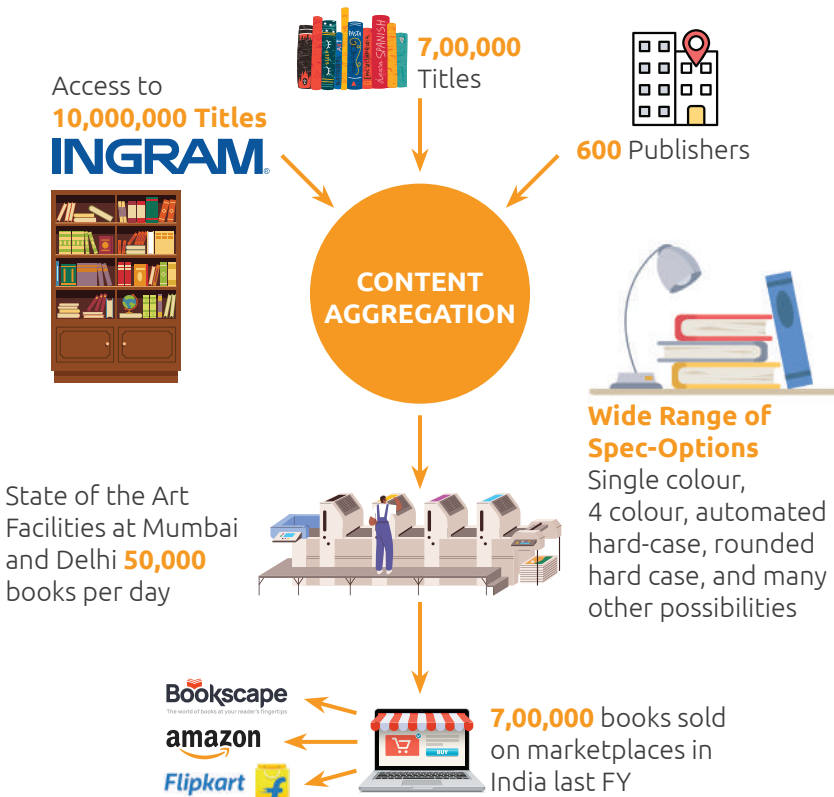 7,00,000
Titles
Access to
10,000,000 Titles
INGRAM®
600 Publishers
CONTENT
AGGREGATION
Wide Range of
Spec-Options
Single colour,
4 colour, automated
hard-case, rounded
hard case, and many
other possibilities
State of the Art
Facilities at Mumbai
and Delhi 50,000
books per day
Bookscape
The world of books at your reader's fingertips
amazon
Flipkart
BUY
7,00,000 books sold
on marketplaces in
India last FY